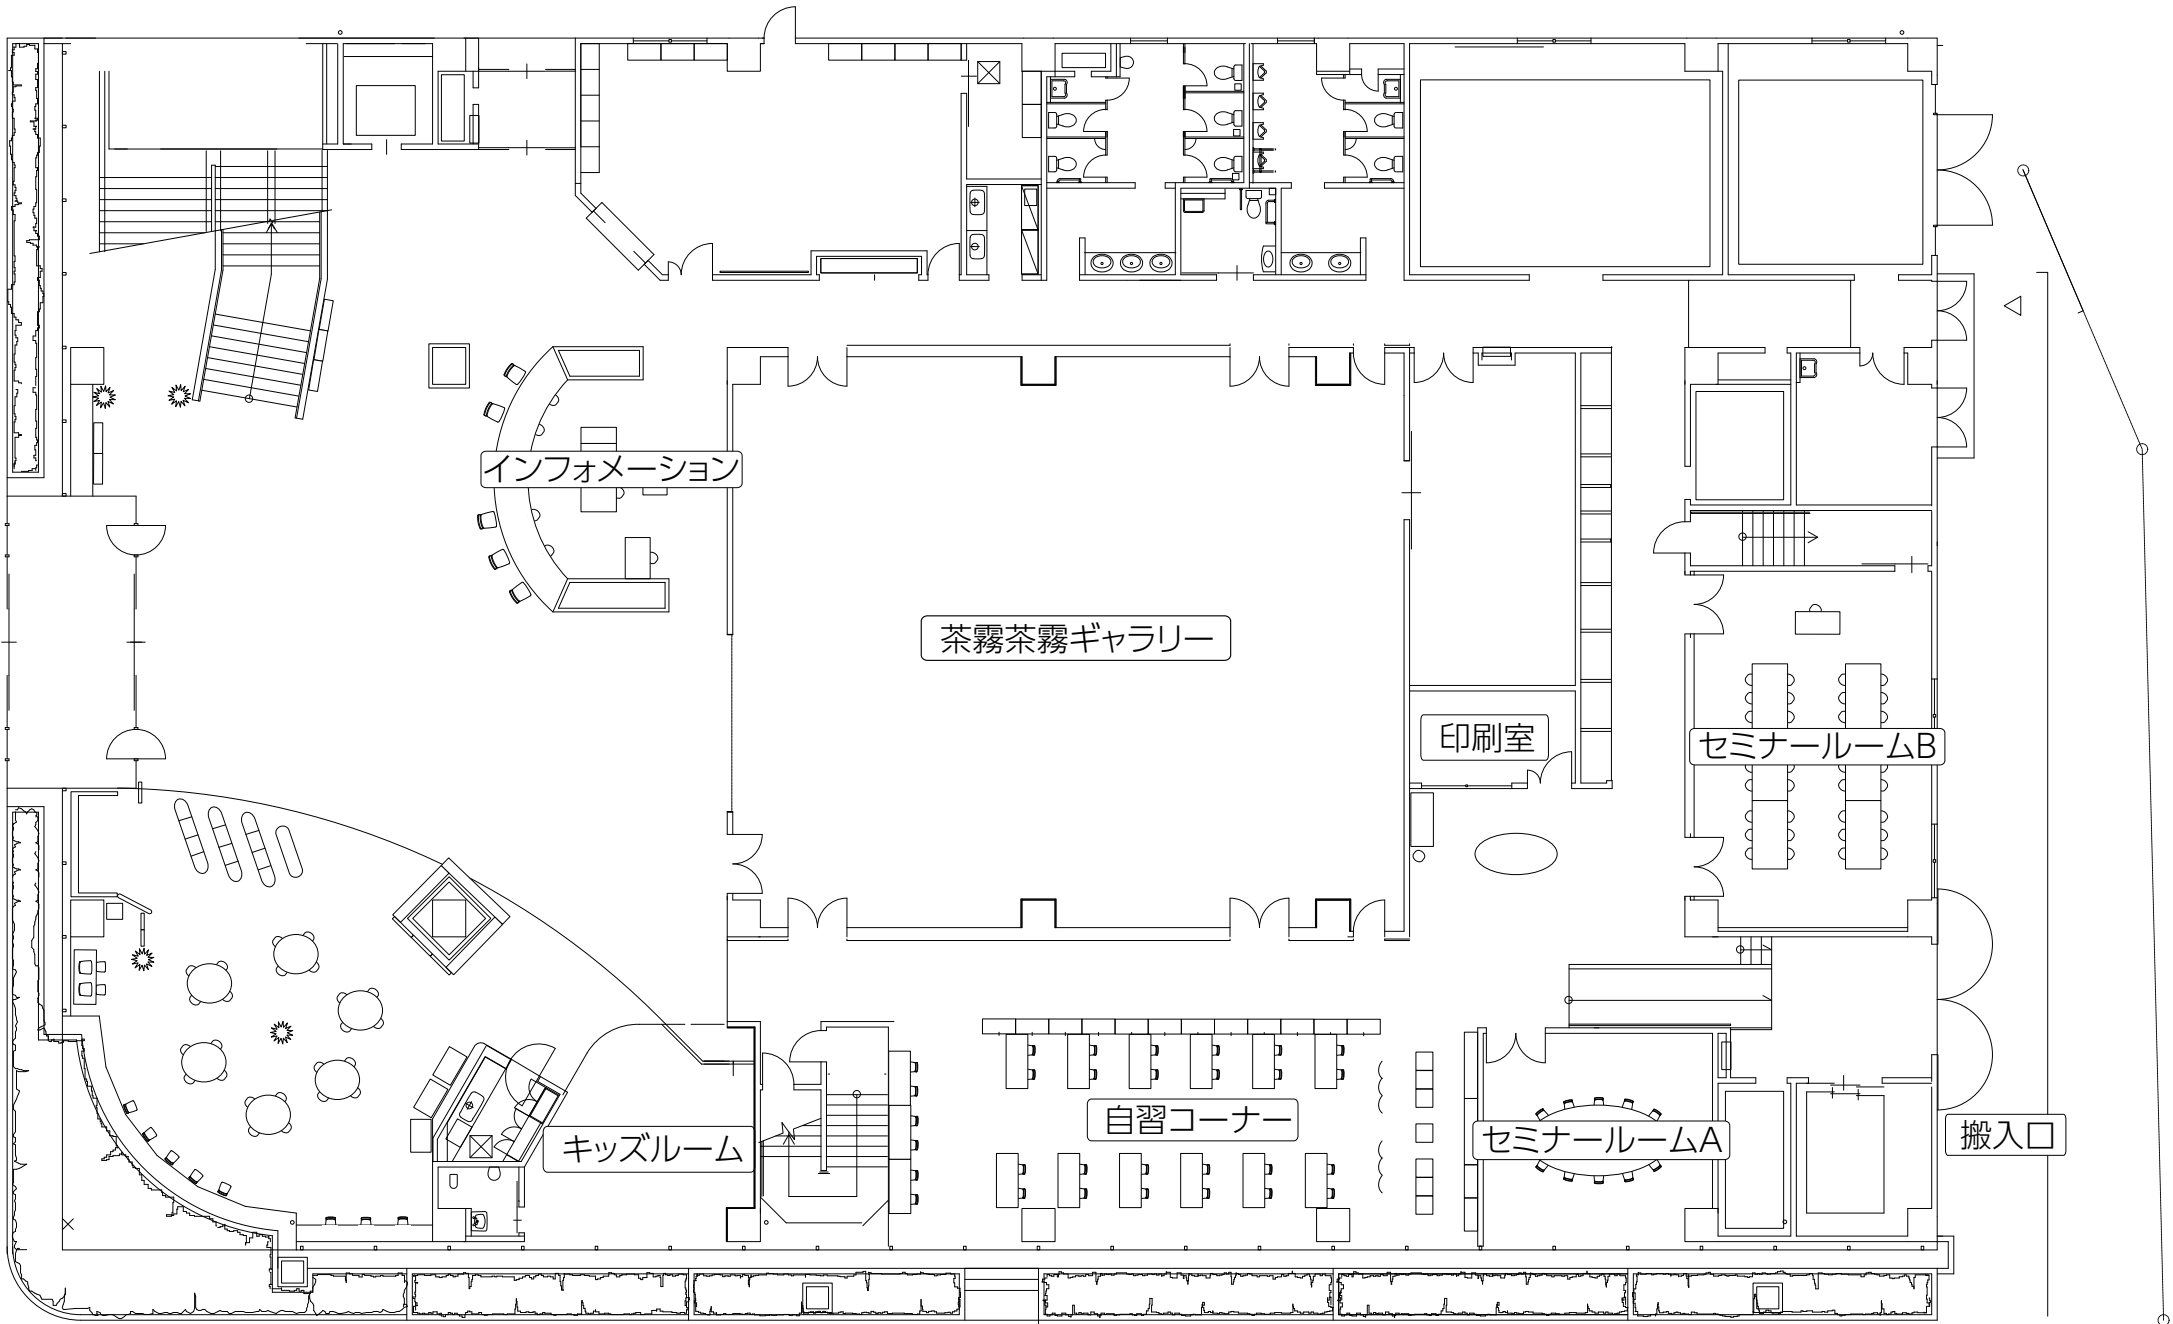 インフォメーション
茶霧茶霧ギャラリー
印刷室
セミナールームB
自習コーナー
キッズルーム
セミナールームA
搬入口